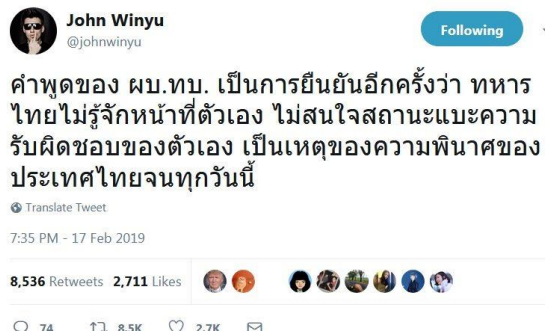 John Winyu
@johnwinyu
Following
คำพูดของ ผบ.ทบ. เป็นการยืนยันอีกครั้งว่า ทหาร
ไทยไม่รู้จักหน้าที่ตัวเอง ไม่สนใจสถานะแบะความ
รับผิดชอบของตัวเอง เป็นเหตุของความพินาศของ
ประเทศไทยจนทุกวันนี้
Translate Tweet
7:35 PM - 17 Feb 2019
8,536 Retweets 2,711 Likes
74 8.5K 2.7K